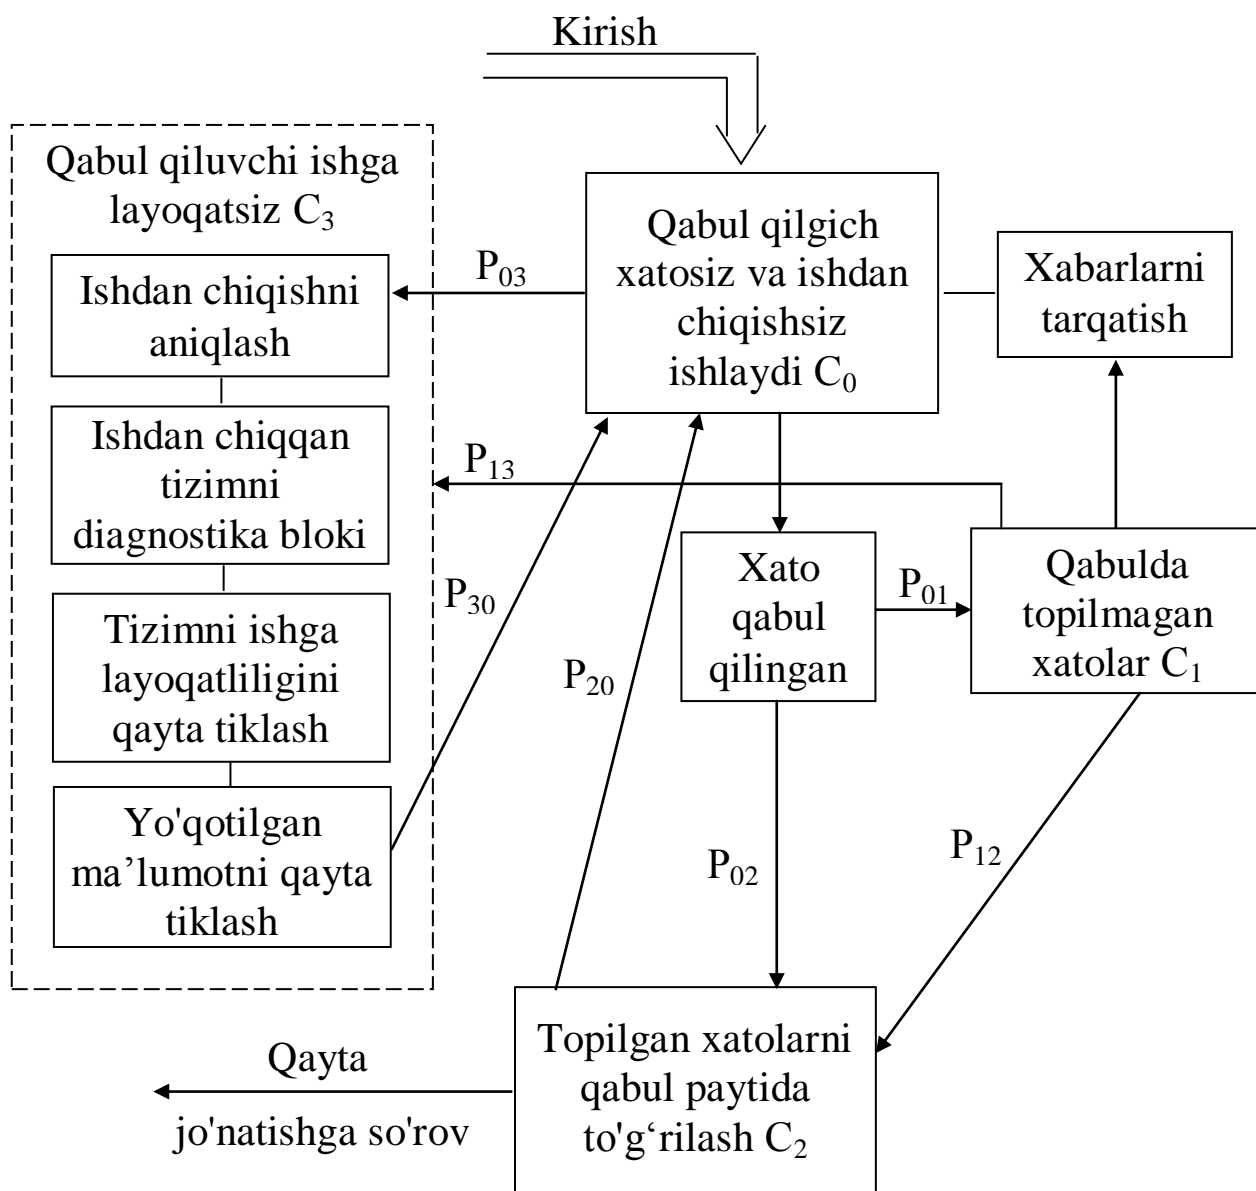 Kirish
Qabul qiluvchi ishga
layoqatsiz C₃
Ishdan chiqishni
aniqlash
Ishdan chiqqan
tizimni
diagnostika bloki
Tizimni ishga
layoqatliligini
qayta tiklash
Yo'qotilgan
ma’lumotni qayta
tiklash
P₀₃
Qabul qilgich
xatosiz va ishdan
chiqishsiz
ishlaydi C₀
Xabarlarni
tarqatish
P₁₃
P₃₀
P₂₀
Xato
qabul
qilingan
P₀₁
Qabulda
topilmagan
xatolar C₁
P₀₂
P₁₂
Topilgan xatolarni
qabul paytida
to'g‘rilash C₂
Qayta
jo'natishga so'rov